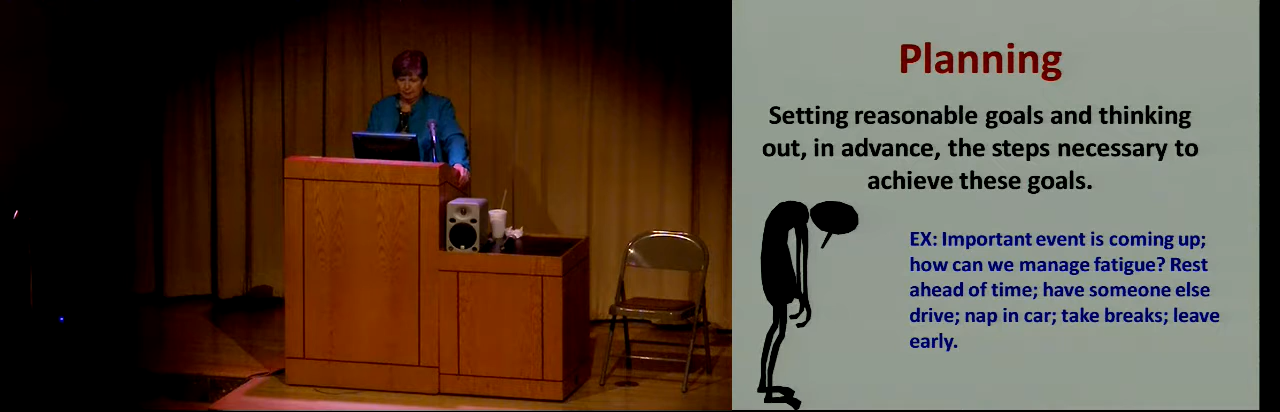 Planning
Setting reasonable goals and thinking
out, in advance, the steps necessary to
achieve these goals.
EX: Important event is coming up;
how can we manage fatigue? Rest
ahead of time; have someone else
drive; nap in car; take breaks; leave
early.